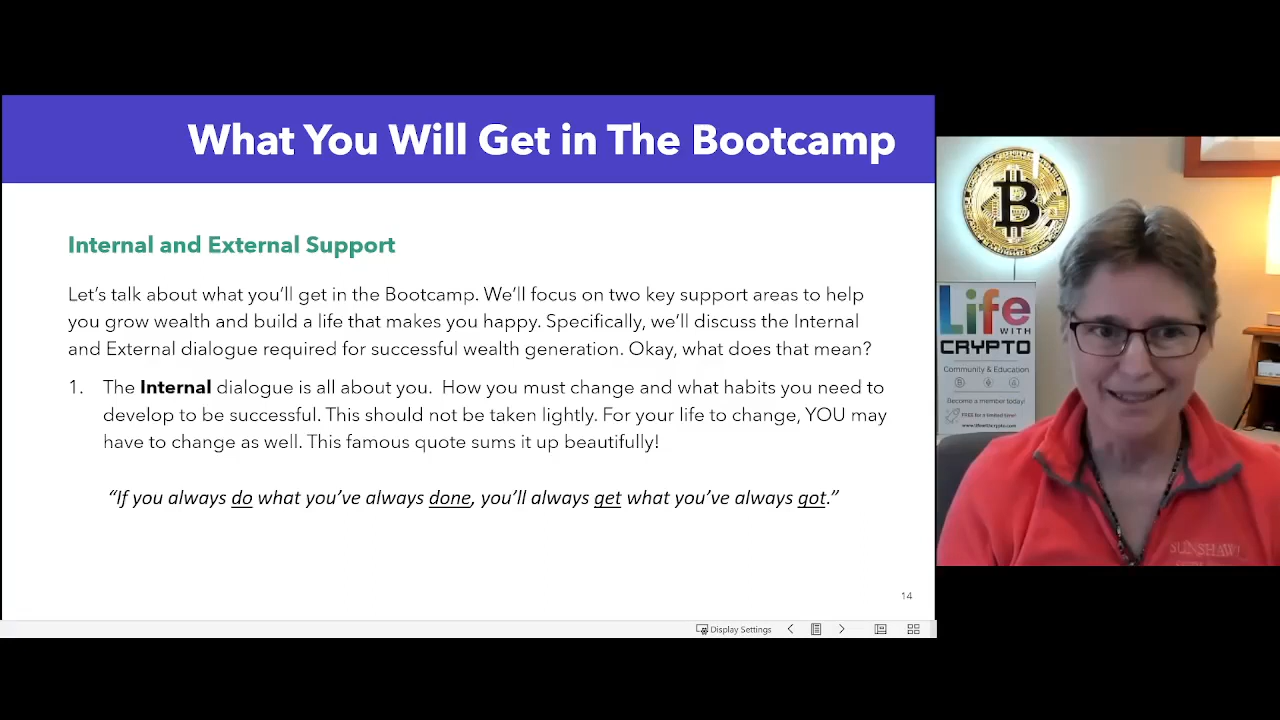 What You Will Get in The Bootcamp
Internal and External Support
Let's talk about what you'll get in the Bootcamp. We'll focus on two key support areas to help
you grow wealth and build a life that makes you happy. Specifically, we'll discuss the Internal
and External dialogue required for successful wealth generation. Okay, what does that mean?
1. The Internal dialogue is all about you. How you must change and what habits you need to
develop to be successful. This should not be taken lightly. For your life to change, YOU may
have to change as well. This famous quote sums it up beautifully!
“If you always do what you've always done, you'll always get what you've always got.”
14
Display Settings
Life
WITH
CRYPTO
Community & Education
Become a member today!
FREE for a limited time!
www.lifewithcrypto.com